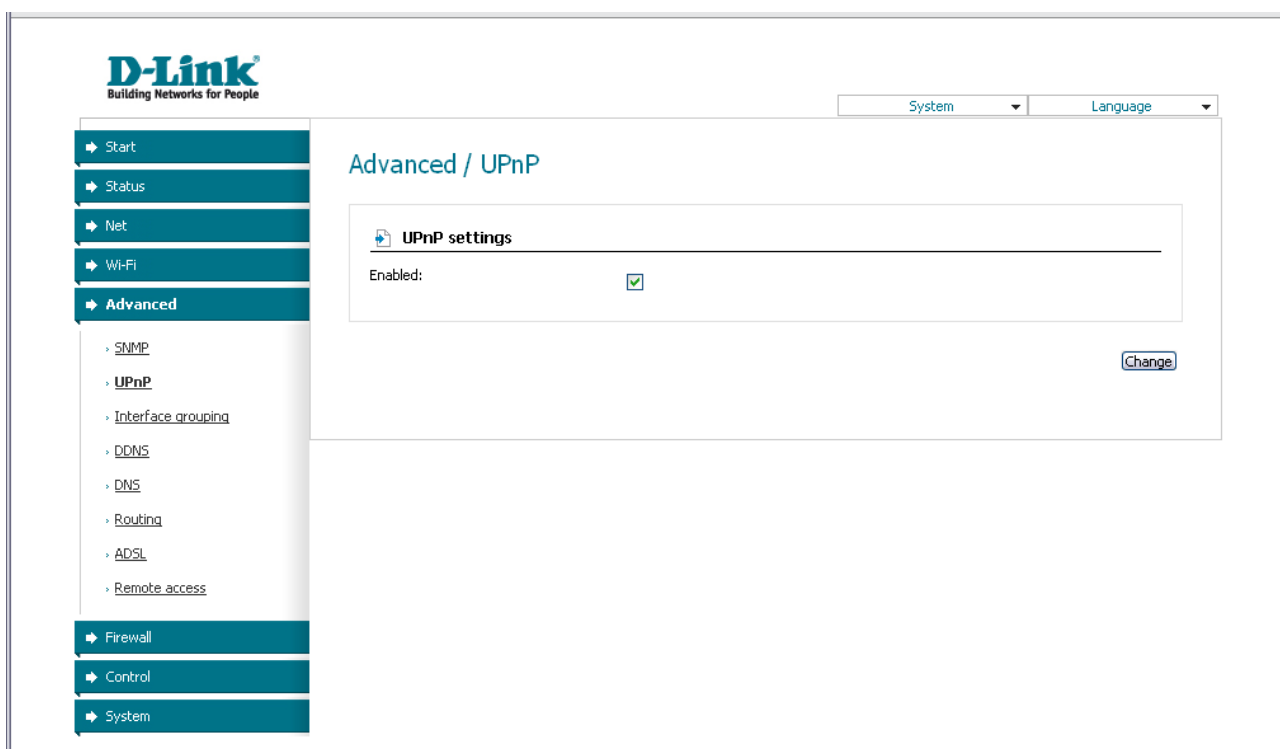 D-Link
Building Networks for People
System
Language
Start
Status
Net
Wi-Fi
Advanced
SNMP
UPnP
Interface grouping
DDNS
DNS
Routing
ADSL
Remote access
Firewall
Control
System
Advanced / UPnP
UPnP settings
Enabled:
Change